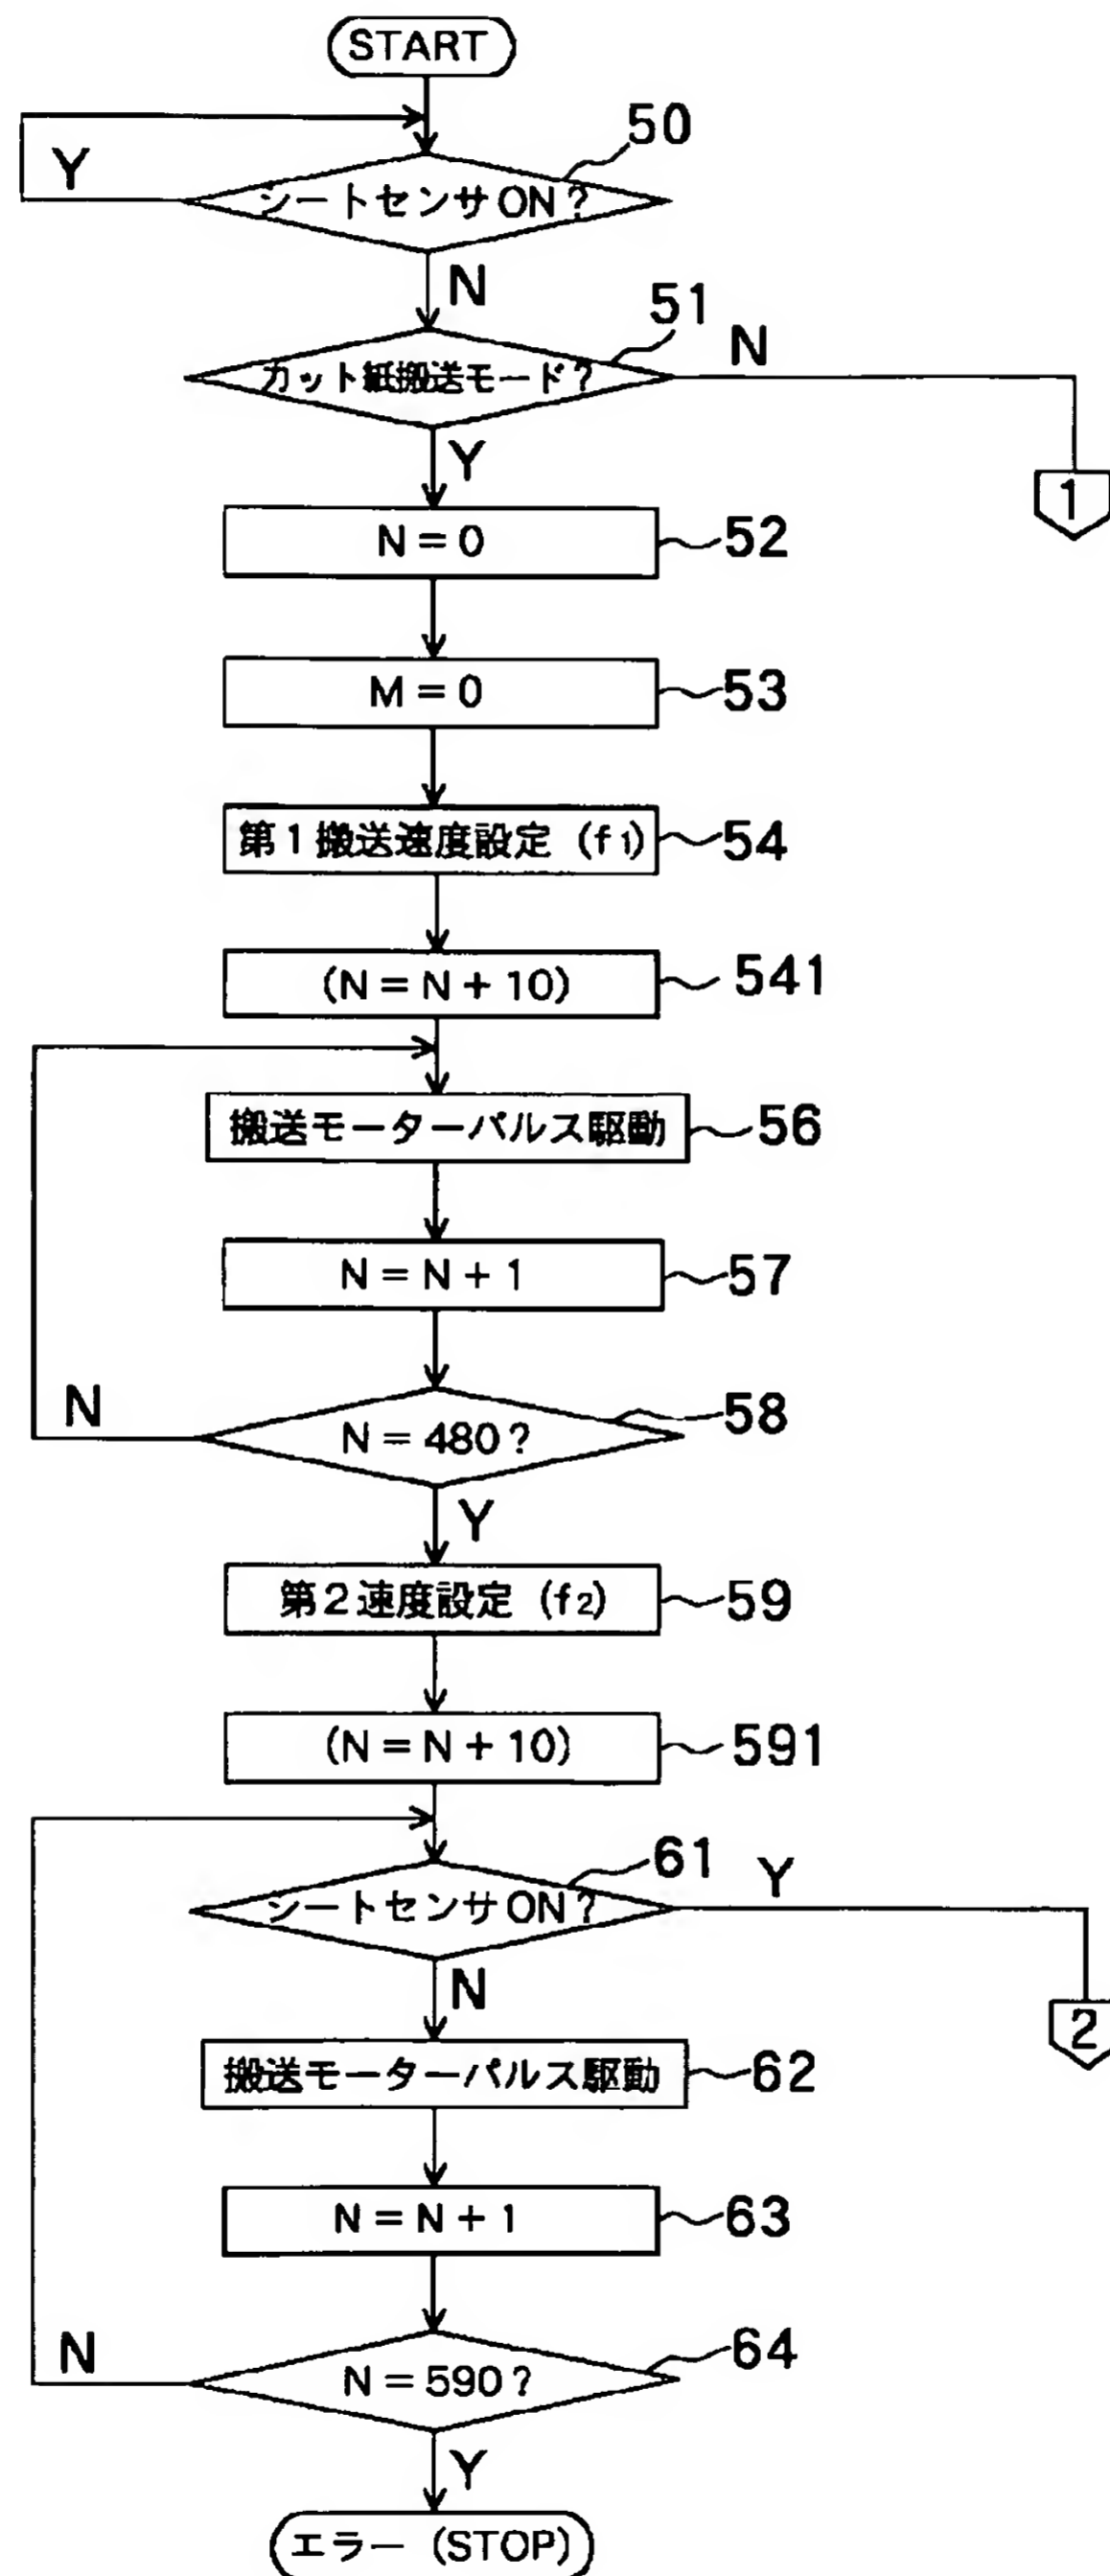 START
50
Y
シートセンサON?
N
51
N
カット紙搬送モード?
Y
1
N=0
52
M=0
53
第1搬送速度設定 (f1)
54
(N=N+10)
541
搬送モーターパルス駆動
56
N=N+1
57
N
58
N=480?
Y
第2速度設定 (f2)
59
(N=N+10)
591
61
Y
シートセンサON?
N
2
搬送モーターパルス駆動
62
N=N+1
63
N
64
N=590?
Y
エラー (STOP)